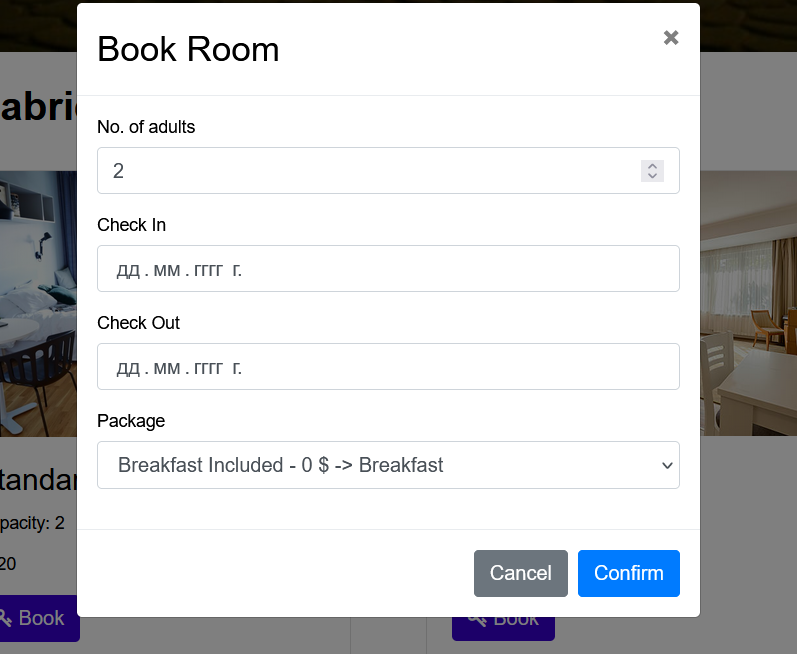 Book Room
No. of adults
2
Check In
дд . мм . гггг г.
Check Out
дд . мм . гггг г.
Package
Breakfast Included - 0 $ -> Breakfast
Cancel
Confirm
abri
tandar
pacity: 2
20
Book
Book